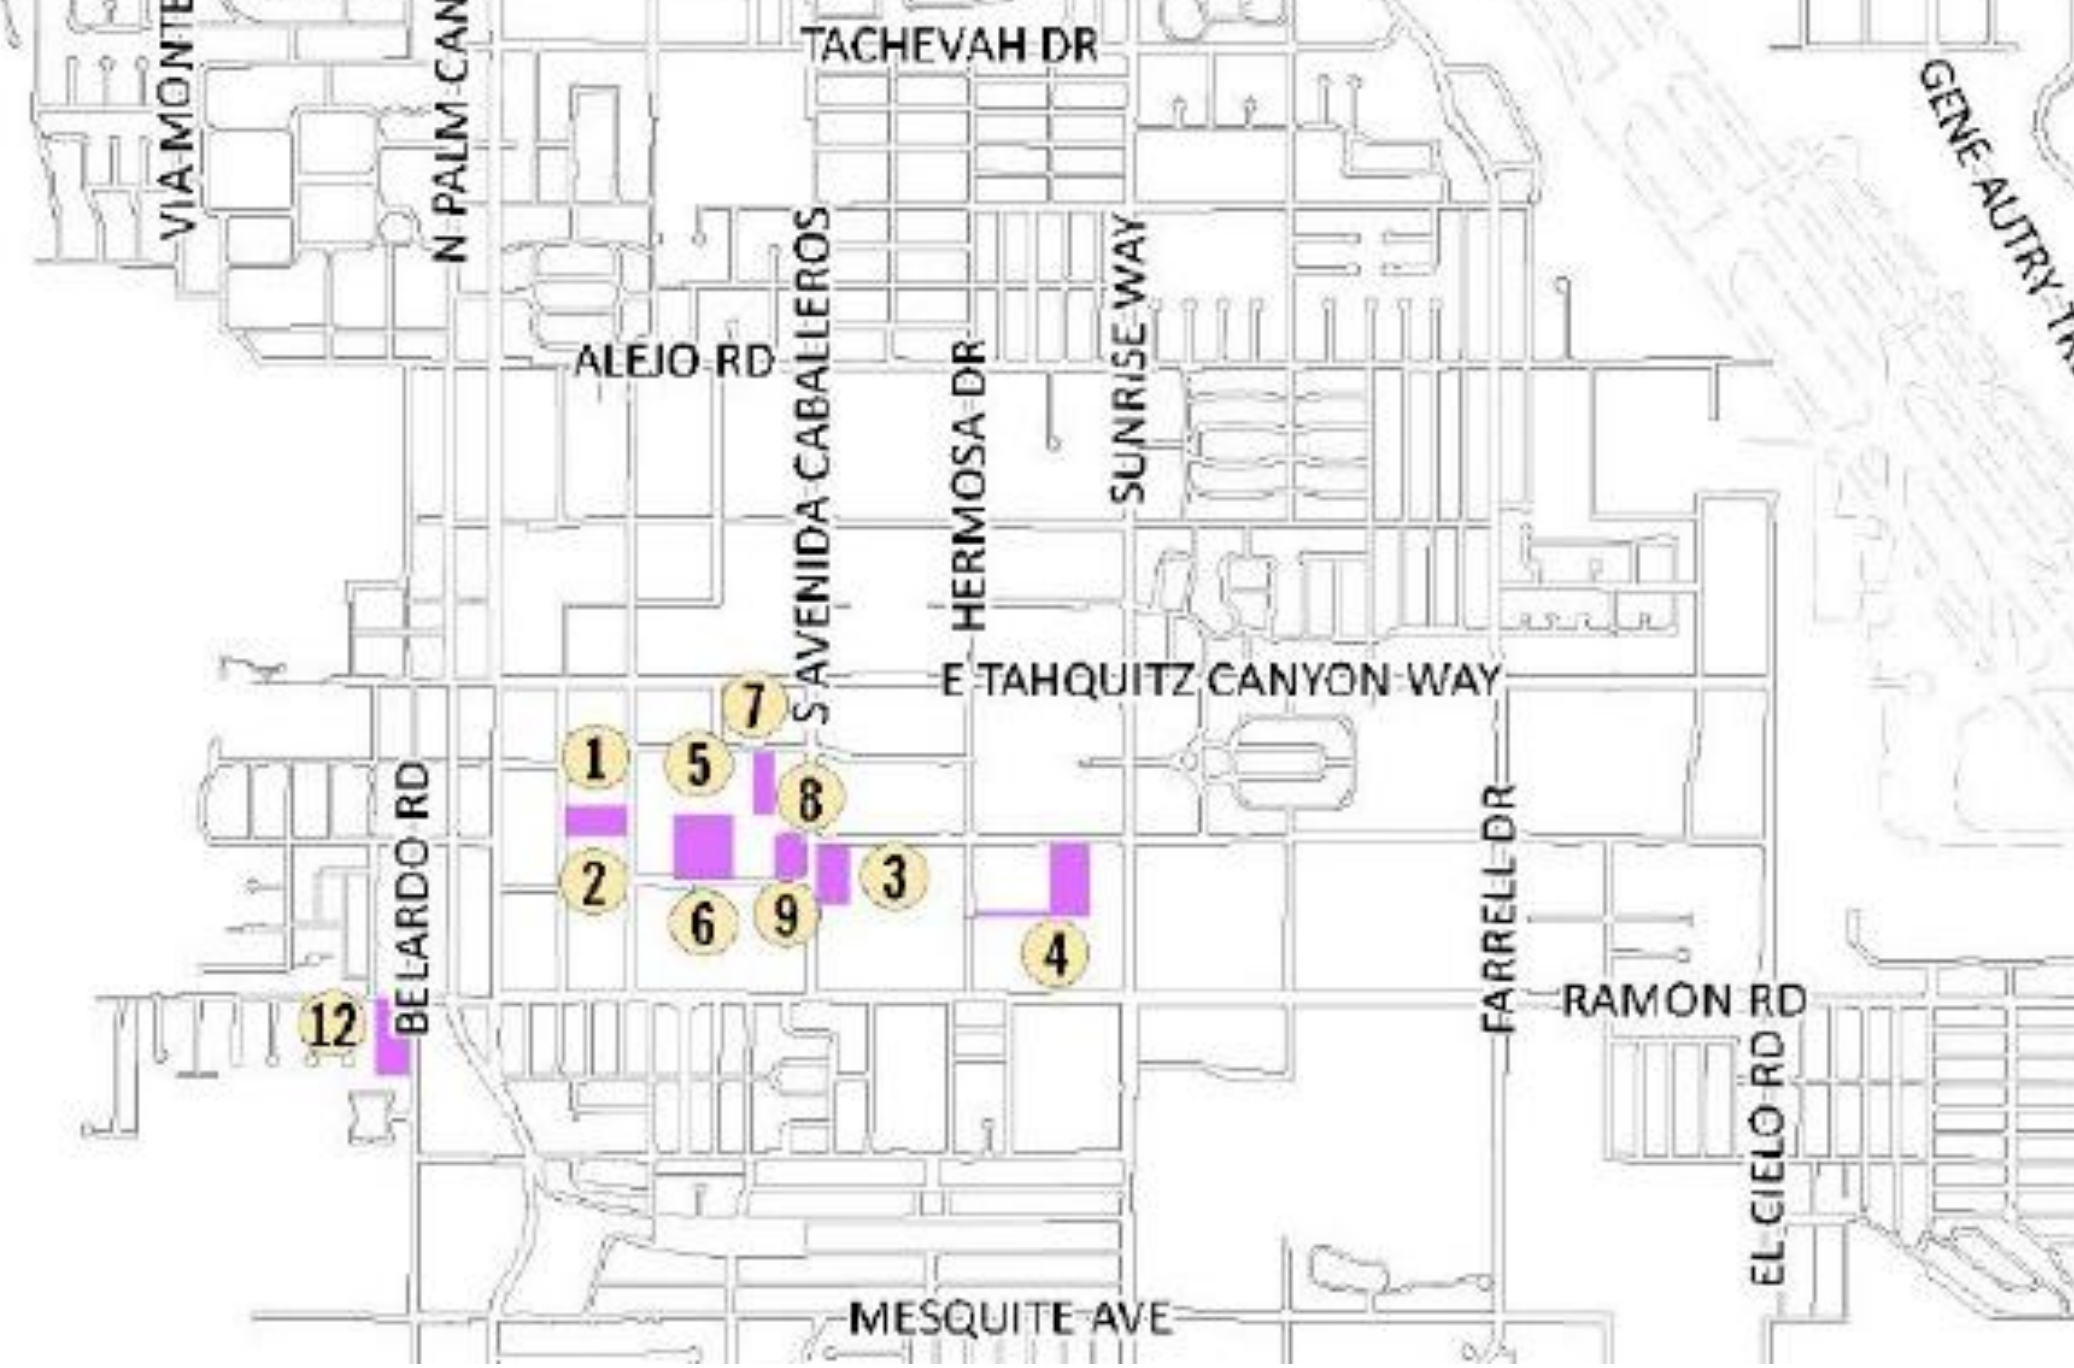 TACHEVAH DR
VIA MONTE
N PALM CAN
GENE AUTRY TR
S AVENIDA CABALLEROS
SUNRISE WAY
ALEJO RD
HERMOSA DR
E TAHQUITZ CANYON WAY
7
1
5
8
2
3
6
9
4
BELARDO RD
FARRELL DR
12
RAMON RD
EL CIELO RD
MESQUITE AVE